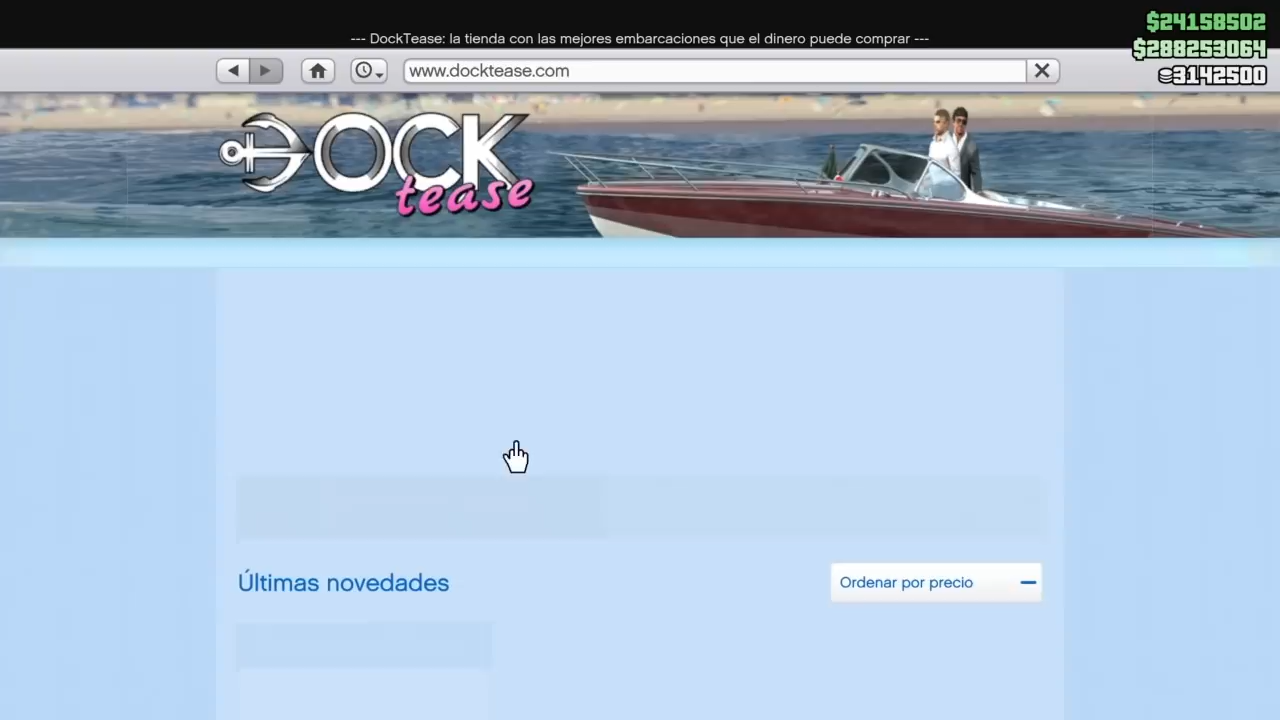 $24158502
--- DockTease: la tienda con las mejores embarcaciones que el dinero puede comprar ---
$288253064
www.docktease.com
3142500
DOCK
tease
Últimas novedades
Ordenar por precio